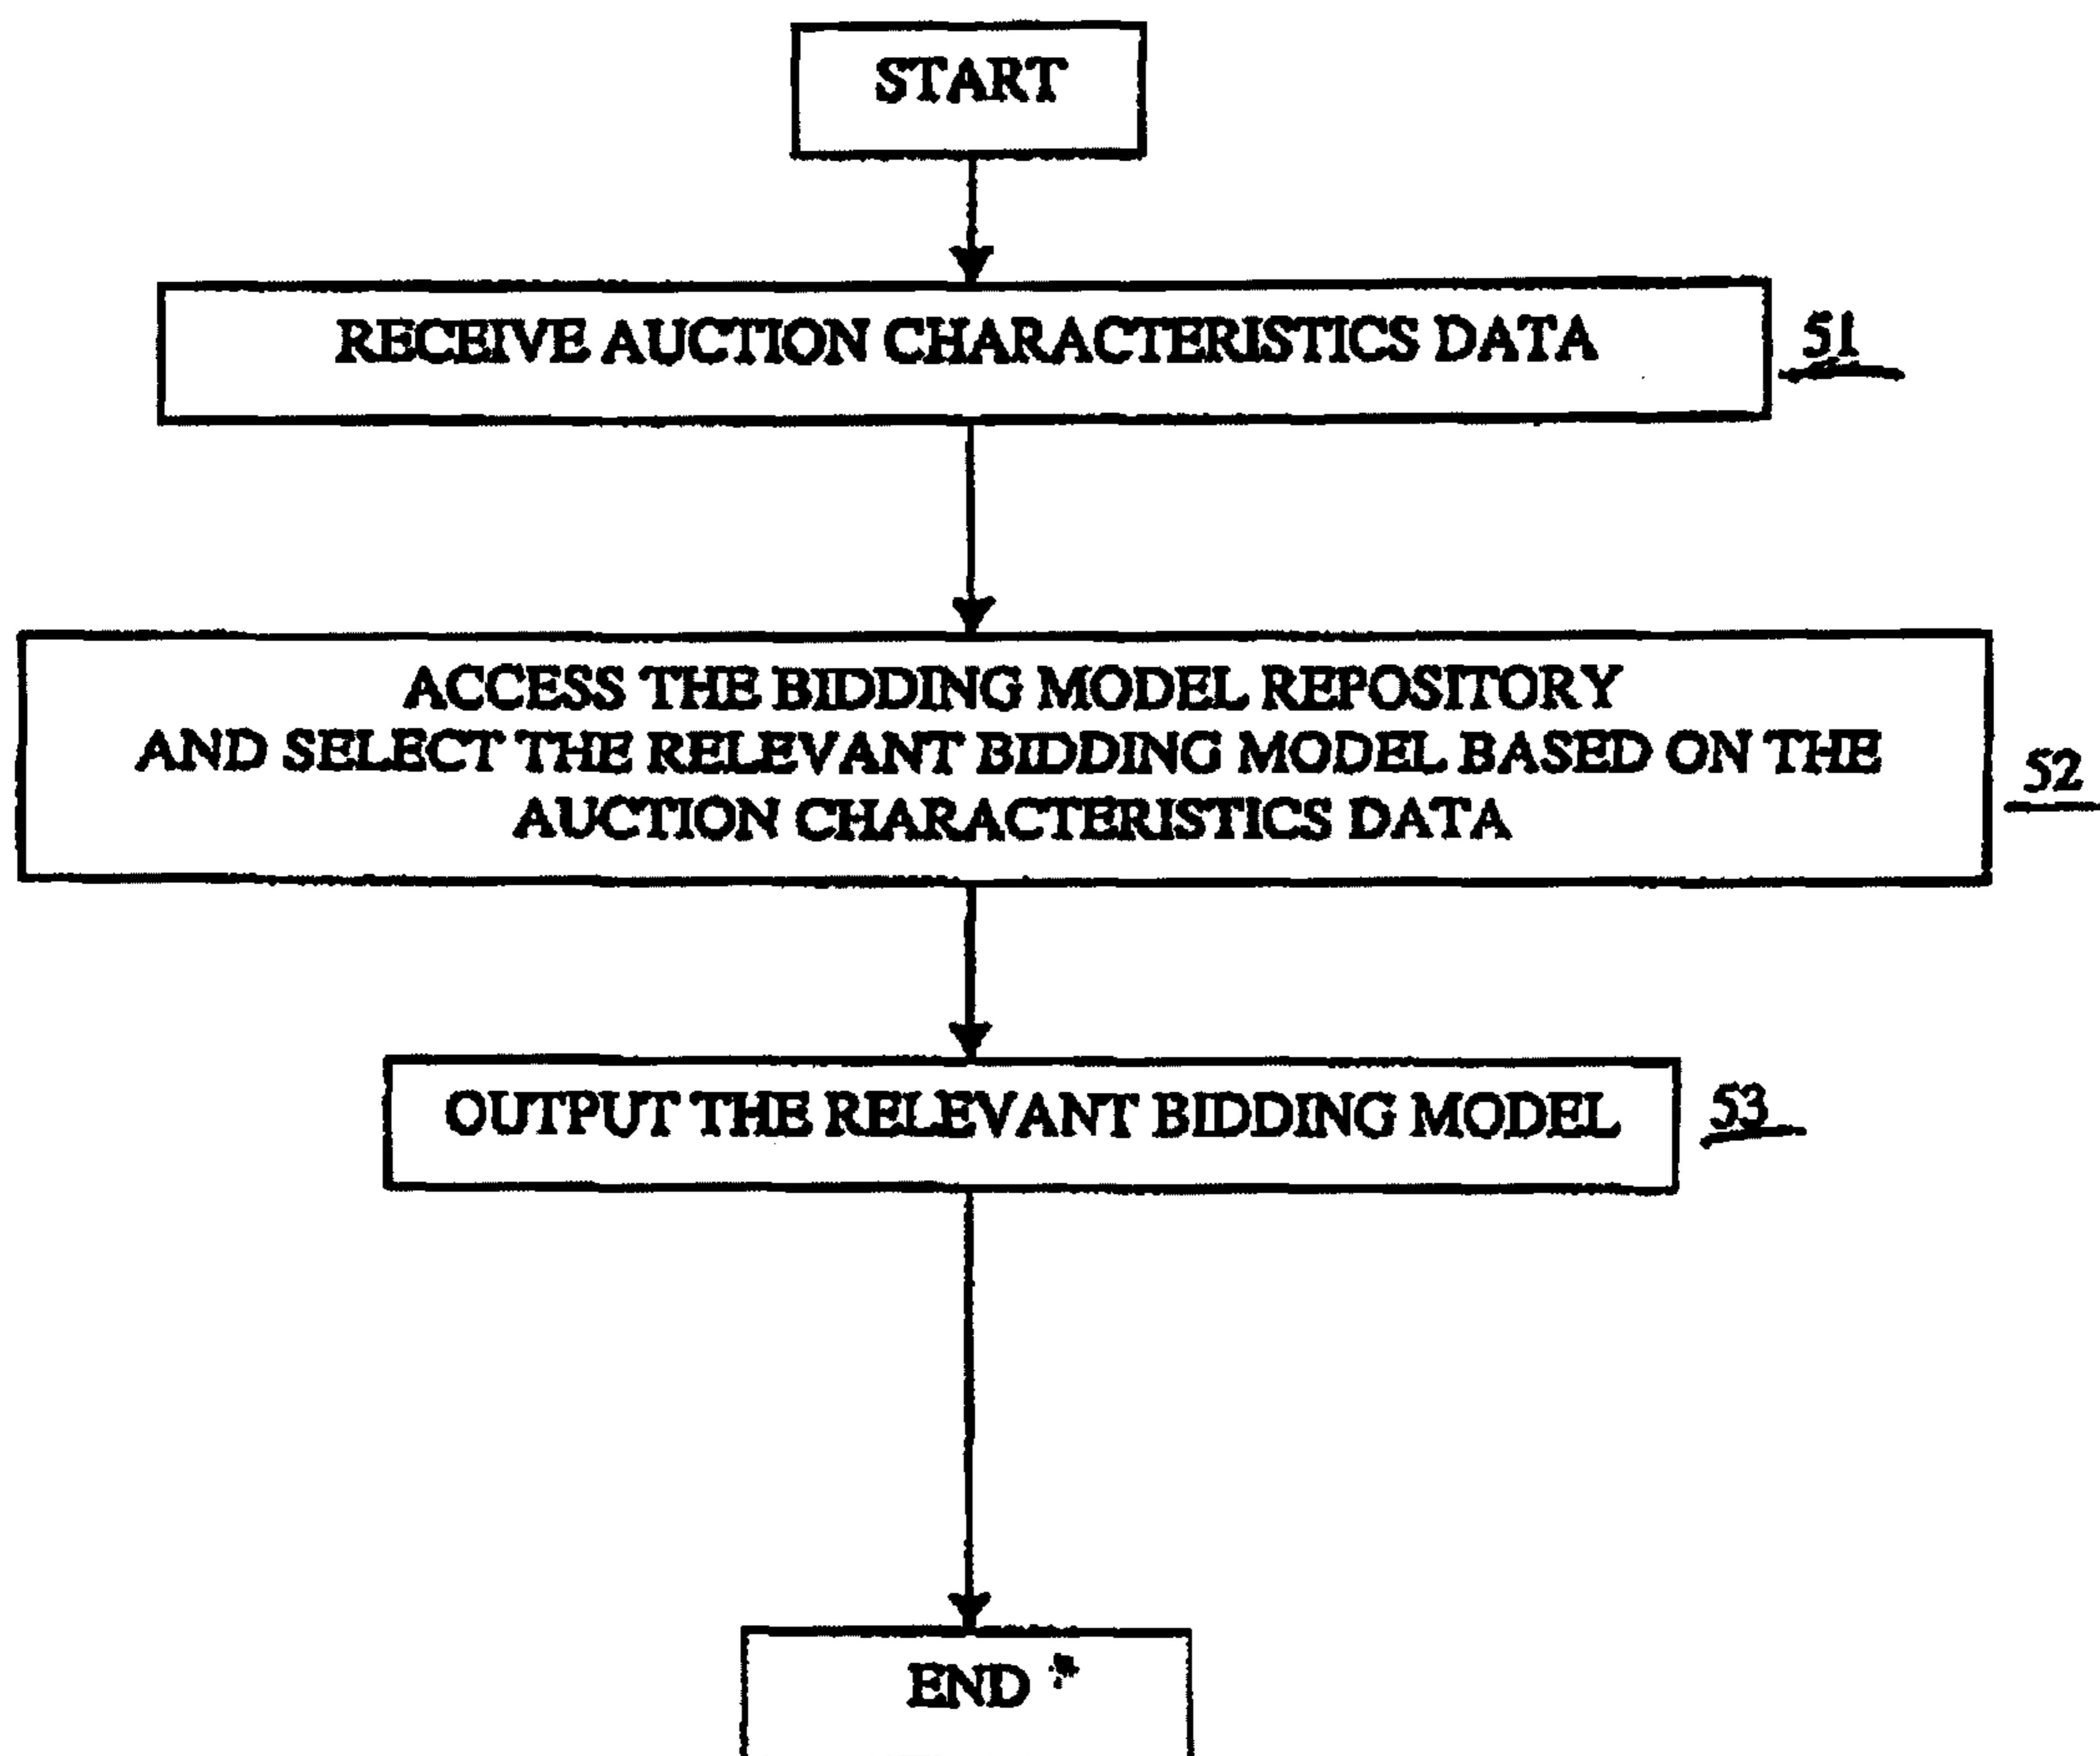 START
RECEIVE AUCTION CHARACTERISTICS DATA
51
ACCESS THE BIDDING MODEL REPOSITORY
AND SELECT THE RELEVANT BIDDING MODEL BASED ON THE
AUCTION CHARACTERISTICS DATA
52
OUTPUT THE RELEVANT BIDDING MODEL
53
END